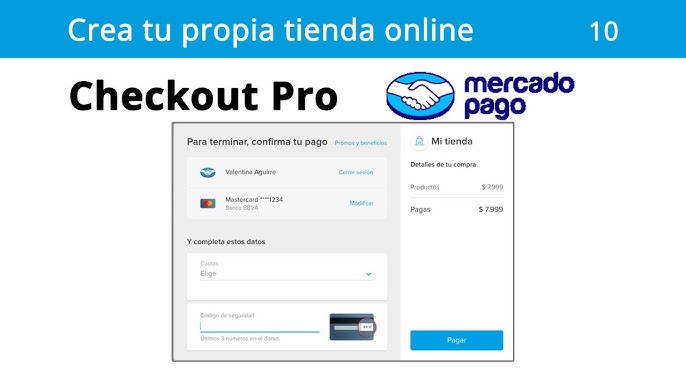 Crea tu propia tienda online 10
Checkout Pro
mercado
pago
Para terminar, confirma tu pago Promos y beneficios
Valentina Aguirre Cerrar sesión
Mastercard ****1234
Banco BBVA
Modificar
Y completa estos datos
Cuotas
Elige
Código de seguridad
Últimos 3 números en el dorso.
Mi tienda
Detalles de tu compra
Productos $ 7.999
Pagas $ 7.999
Pagar